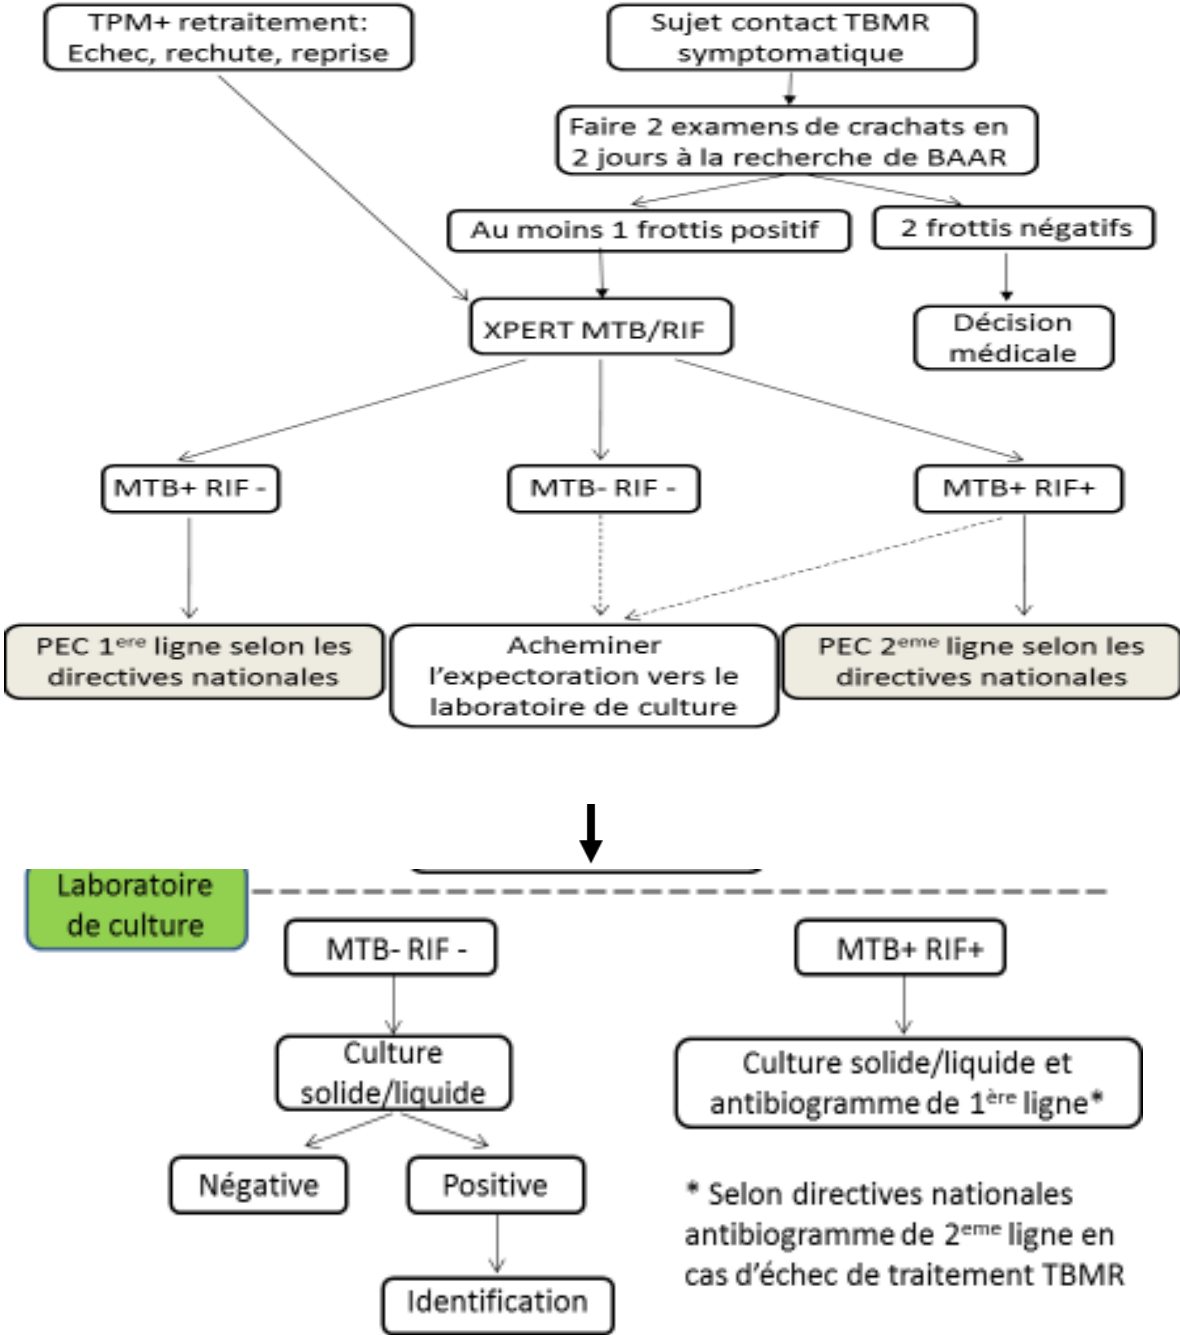 TPM+ retraitement:
Echec, rechute, reprise
Sujet contact TBMR
symptomatique
Faire 2 examens de crachats en
2 jours à la recherche de BAAR
Au moins 1 frottis positif
2 frottis négatifs
XPERT MTB/RIF
Décision
médicale
MTB+ RIF -
MTB- RIF -
MTB+ RIF+
PEC 1ere ligne selon les
directives nationales
Acheminer
l'expectoration vers le
laboratoire de culture
PEC 2eme ligne selon les
directives nationales
Laboratoire
de culture
MTB- RIF -
MTB+ RIF+
Culture
solide/liquide
Culture solide/liquide et
antibiogramme de 1ère ligne*
Négative
Positive
Identification
* Selon directives nationales
antibiogramme de 2eme ligne en
cas d'échec de traitement TBMR